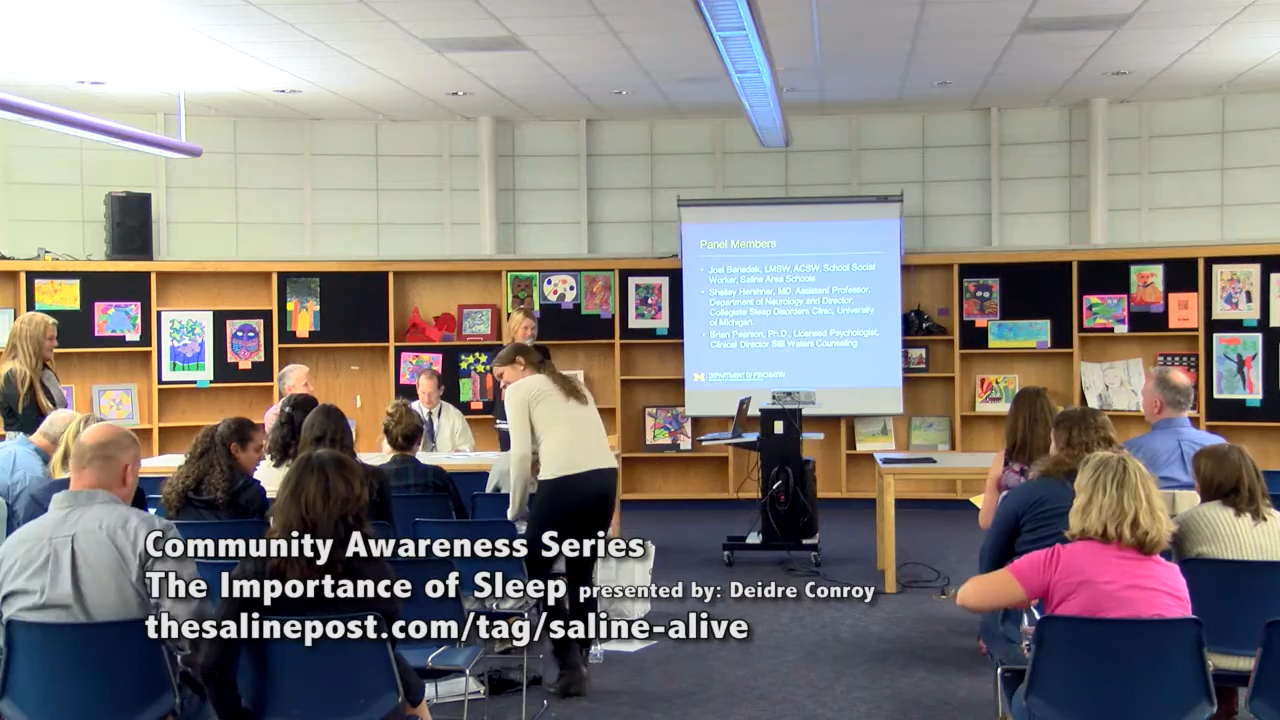 Panel Members
Joel Benedek, LMSW, ACSW, School Social
Worker, Saline Area Schools
Shelley Hershner, MD, Assistant Professor,
Department of Neurology and Director,
Collegiate Sleep Disorders Clinic, University
of Michigan.
Brian Pearson, Ph.D., Licensed Psychologist,
Clinical Director Still Waters Counseling
M DEPARTMENT OF PSYCHIATRY
Community Awareness Series
The Importance of Sleep presented by: Deidre Conroy
thesalinepost.com/tag/saline-alive